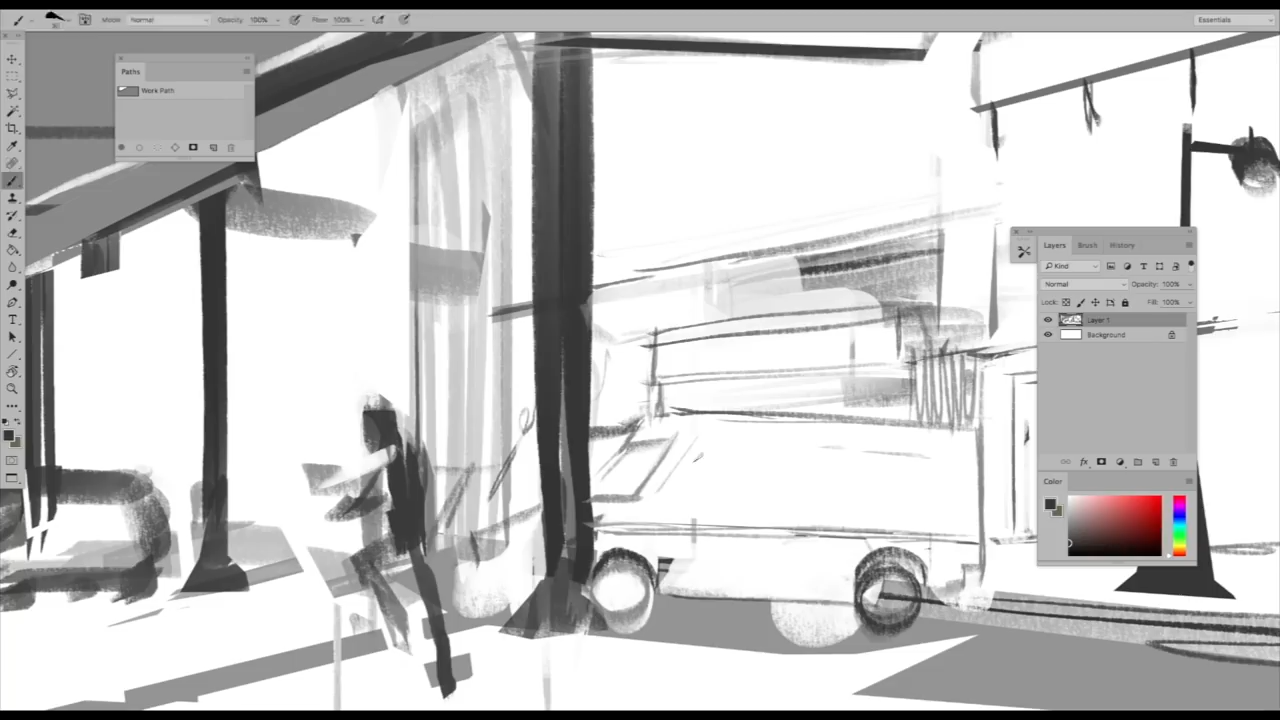 Mode: Normal Opacity: 100% Flow: 100% Essentials
Paths
Work Path
Layers Brush History
Kind
Normal Opacity: 100%
Lock: Fill: 100%
Layer 1
Background
fx
Color